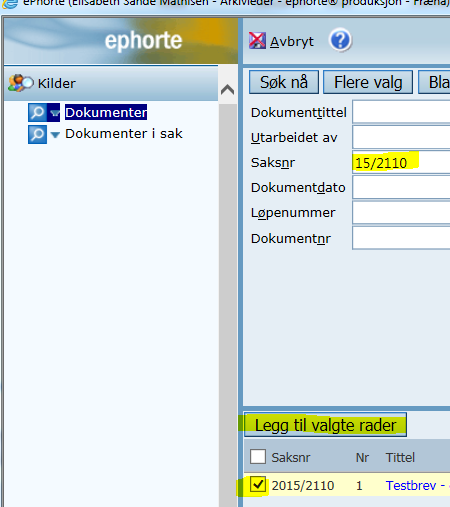 ePhorte (Elisabeth Sande Mathisen - Arkivleder - ephorte® produksjon - Fræna)
ephorte
Avbryt
Kilder
Dokumenter
Dokumenter i sak
Søk nå Flere valg Bla
Dokumenttittel
Utarbeidet av
Saksnr 15/2110
Dokumentdato
Løpenummer
Dokumentnr
Legg til valgte rader
Saksnr Nr Tittel
2015/2110 1 Testbrev -